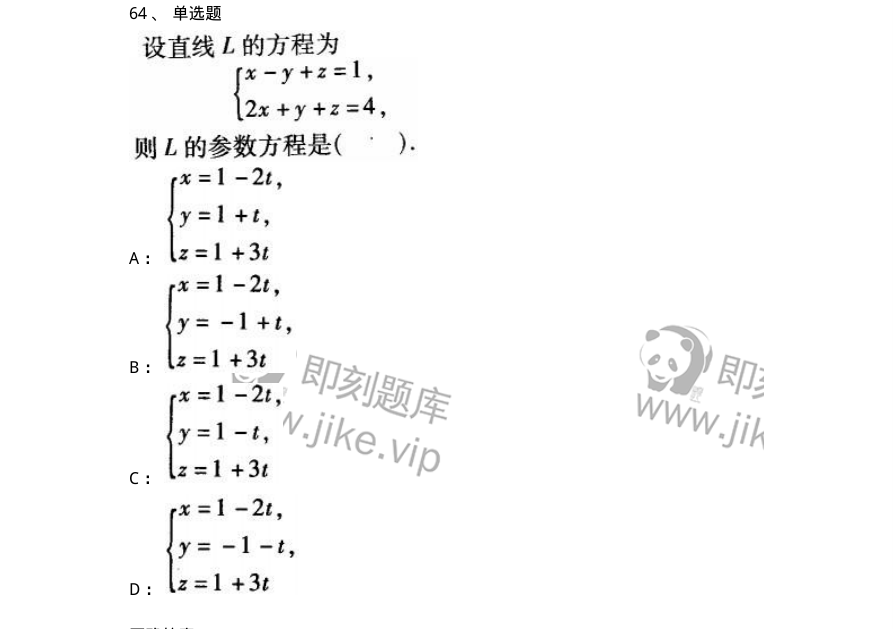 64 、 单选题
设直线 L 的方程为
x - y + z = 1,
2x + y + z = 4,
则 L 的参数方程是(    ).
x = 1 - 2t,
y = 1 + t,
A： z = 1 + 3t
x = 1 - 2t,
y = -1 + t,
B： z = 1 + 3t
x = 1 - 2t,
y = 1 - t,
C： z = 1 + 3t
x = 1 - 2t,
y = -1 - t,
D： z = 1 + 3t
即刻题库
w.jike.vip
即刻
www.jik